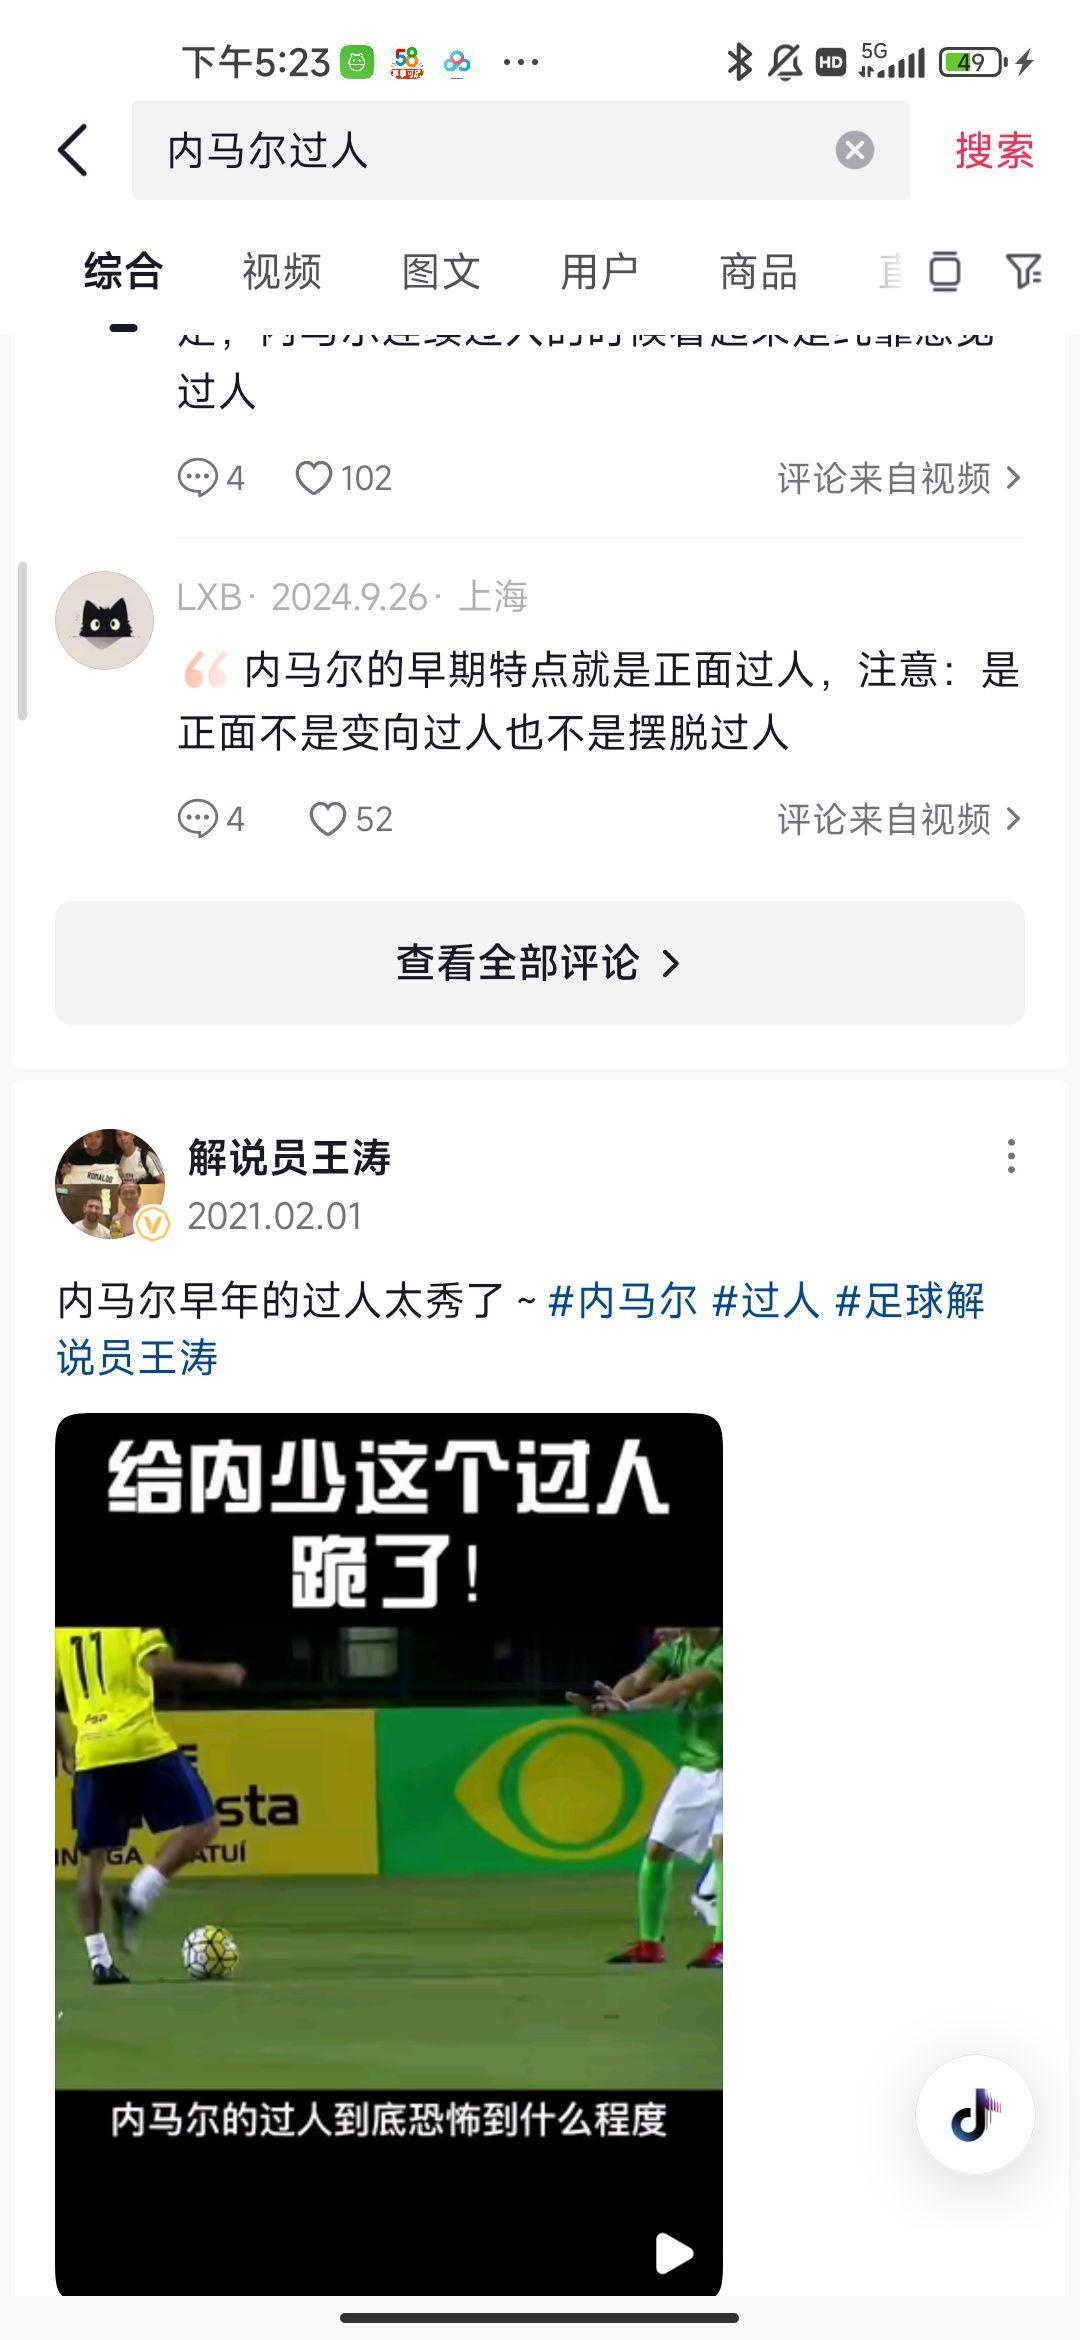 下午5:23
58
HD
5G
49
内马尔过人
搜索
综合 视频 图文 用户 商品
过人
4 102 评论来自视频
LXB · 2024.9.26 · 上海
内马尔的早期特点就是正面过人，注意：是
正面不是变向过人也不是摆脱过人
4 52 评论来自视频
查看全部评论
解说员王涛
2021.02.01
内马尔早年的过人太秀了～#内马尔 #过人 #足球解
说员王涛
给内少这个过人
跪了！
11
sta
GA ATUÍ
内马尔的过人到底恐怖到什么程度